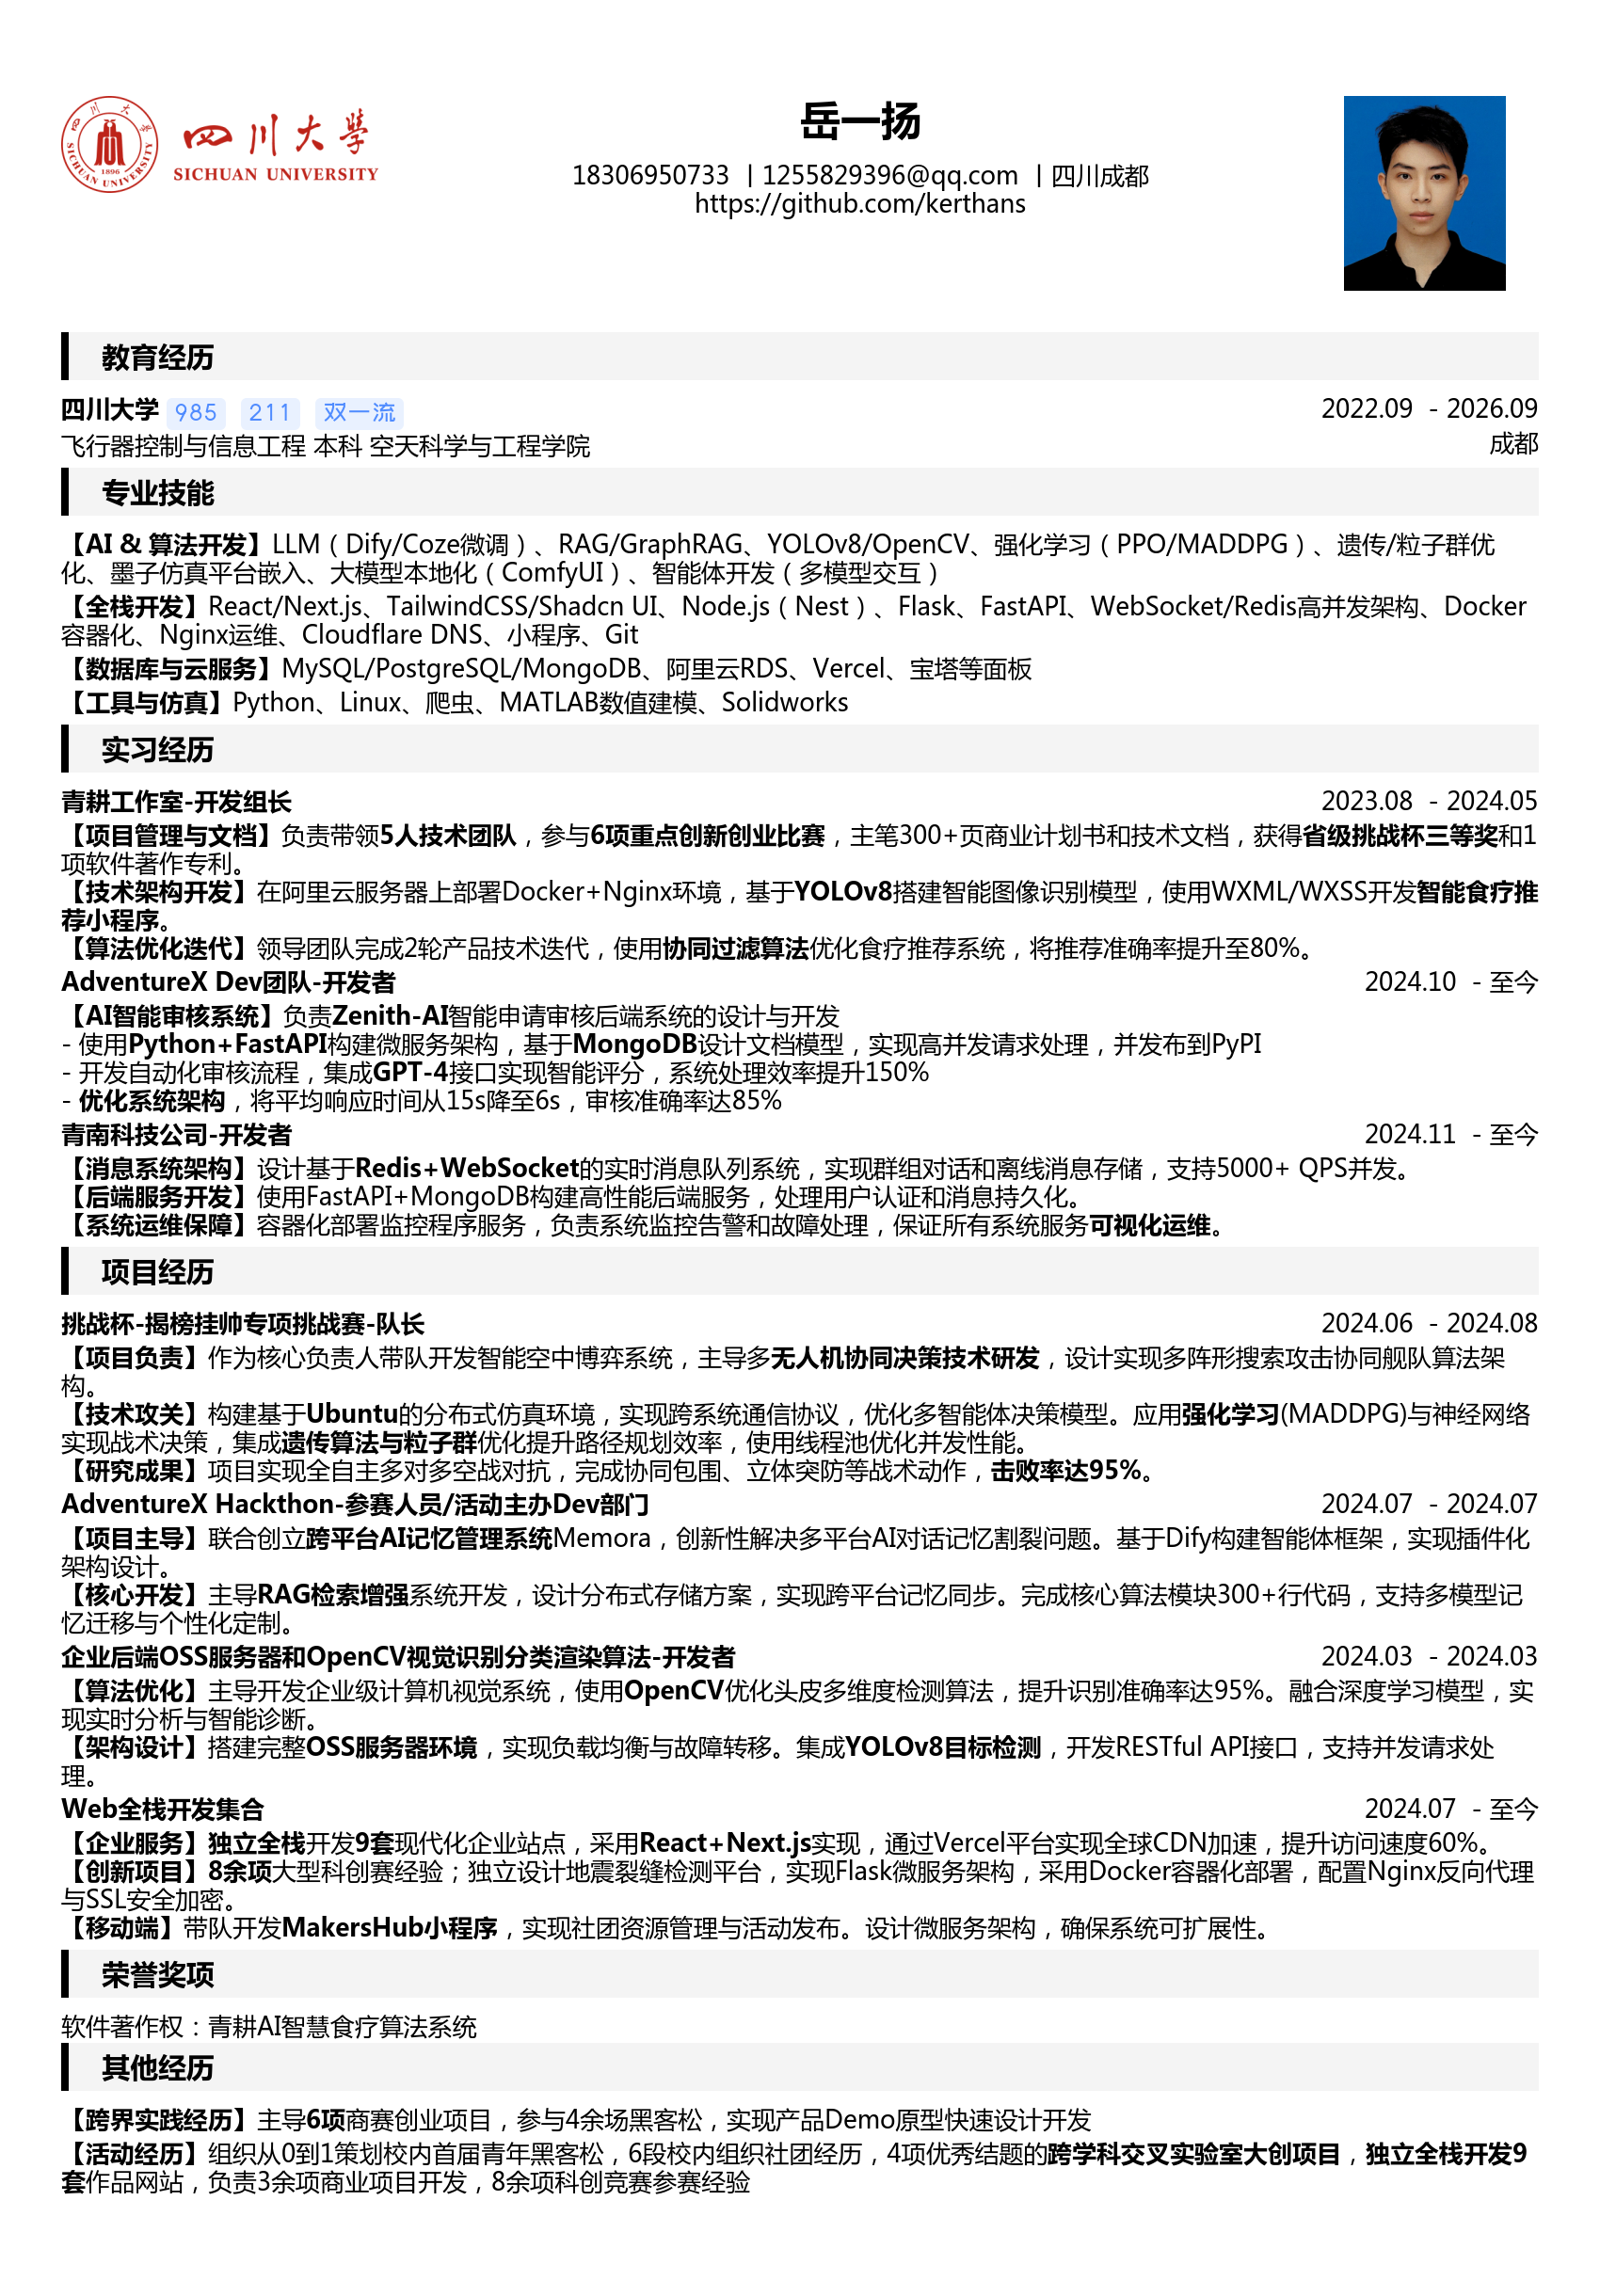 四川大学
SICHUAN UNIVERSITY
1896
四川大学
SICHUAN UNIVERSITY
岳一扬
18306950733 | 1255829396@qq.com | 四川成都
https://github.com/kerthans
教育经历
四川大学 985 211 双一流 2022.09 - 2026.09
飞行器控制与信息工程 本科 空天科学与工程学院 成都
专业技能
【AI & 算法开发】LLM（Dify/Coze微调）、RAG/GraphRAG、YOLOv8/OpenCV、强化学习（PPO/MADDPG）、遗传/粒子群优
化、墨子仿真平台嵌入、大模型本地化（ComfyUI）、智能体开发（多模型交互）
【全栈开发】React/Next.js、TailwindCSS/Shadcn UI、Node.js（Nest）、Flask、FastAPI、WebSocket/Redis高并发架构、Docker
容器化、Nginx运维、Cloudflare DNS、小程序、Git
【数据库与云服务】MySQL/PostgreSQL/MongoDB、阿里云RDS、Vercel、宝塔等面板
【工具与仿真】Python、Linux、爬虫、MATLAB数值建模、Solidworks
实习经历
青耕工作室-开发组长 2023.08 - 2024.05
【项目管理与文档】负责带领5人技术团队，参与6项重点创新创业比赛，主笔300+页商业计划书和技术文档，获得省级挑战杯三等奖和1
项软件著作专利。
【技术架构开发】在阿里云服务器上部署Docker+Nginx环境，基于YOLOv8搭建智能图像识别模型，使用WXML/WXSS开发智能食疗推
荐小程序。
【算法优化迭代】领导团队完成2轮产品技术迭代，使用协同过滤算法优化食疗推荐系统，将推荐准确率提升至80%。
AdventureX Dev团队-开发者 2024.10 - 至今
【AI智能审核系统】负责Zenith-AI智能申请审核后端系统的设计与开发
- 使用Python+FastAPI构建微服务架构，基于MongoDB设计文档模型，实现高并发请求处理，并发布到PyPI
- 开发自动化审核流程，集成GPT-4接口实现智能评分，系统处理效率提升150%
- 优化系统架构，将平均响应时间从15s降至6s，审核准确率达85%
青南科技公司-开发者 2024.11 - 至今
【消息系统架构】设计基于Redis+WebSocket的实时消息队列系统，实现群组对话和离线消息存储，支持5000+ QPS并发。
【后端服务开发】使用FastAPI+MongoDB构建高性能后端服务，处理用户认证和消息持久化。
【系统运维保障】容器化部署监控程序服务，负责系统监控告警和故障处理，保证所有系统服务可视化运维。
项目经历
挑战杯-揭榜挂帅专项挑战赛-队长 2024.06 - 2024.08
【项目负责】作为核心负责人带队开发智能空中博弈系统，主导多无人机协同决策技术研发，设计实现多阵形搜索攻击协同舰队算法架
构。
【技术攻关】构建基于Ubuntu的分布式仿真环境，实现跨系统通信协议，优化多智能体决策模型。应用强化学习(MADDPG)与神经网络
实现战术决策，集成遗传算法与粒子群优化提升路径规划效率，使用线程池优化并发性能。
【研究成果】项目实现全自主多对多空战对抗，完成协同包围、立体突防等战术动作，击败率达95%。
AdventureX Hackthon-参赛人员/活动主办Dev部门 2024.07 - 2024.07
【项目主导】联合创立跨平台AI记忆管理系统Memora，创新性解决多平台AI对话记忆割裂问题。基于Dify构建智能体框架，实现插件化
架构设计。
【核心开发】主导RAG检索增强系统开发，设计分布式存储方案，实现跨平台记忆同步。完成核心算法模块300+行代码，支持多模型记
忆迁移与个性化定制。
企业后端OSS服务器和OpenCV视觉识别分类渲染算法-开发者 2024.03 - 2024.03
【算法优化】主导开发企业级计算机视觉系统，使用OpenCV优化头皮多维度检测算法，提升识别准确率达95%。融合深度学习模型，实
现实时分析与智能诊断。
【架构设计】搭建完整OSS服务器环境，实现负载均衡与故障转移。集成YOLOv8目标检测，开发RESTful API接口，支持并发请求处
理。
Web全栈开发集合 2024.07 - 至今
【企业服务】独立全栈开发9套现代化企业站点，采用React+Next.js实现，通过Vercel平台实现全球CDN加速，提升访问速度60%。
【创新项目】8余项大型科创赛经验；独立设计地震裂缝检测平台，实现Flask微服务架构，采用Docker容器化部署，配置Nginx反向代理
与SSL安全加密。
【移动端】带队开发MakersHub小程序，实现社团资源管理与活动发布。设计微服务架构，确保系统可扩展性。
荣誉奖项
软件著作权：青耕AI智慧食疗算法系统
其他经历
【跨界实践经历】主导6项商赛创业项目，参与4余场黑客松，实现产品Demo原型快速设计开发
【活动经历】组织从0到1策划校内首届青年黑客松，6段校内组织社团经历，4项优秀结题的跨学科交叉实验室大创项目，独立全栈开发9
套作品网站，负责3余项商业项目开发，8余项科创竞赛参赛经验